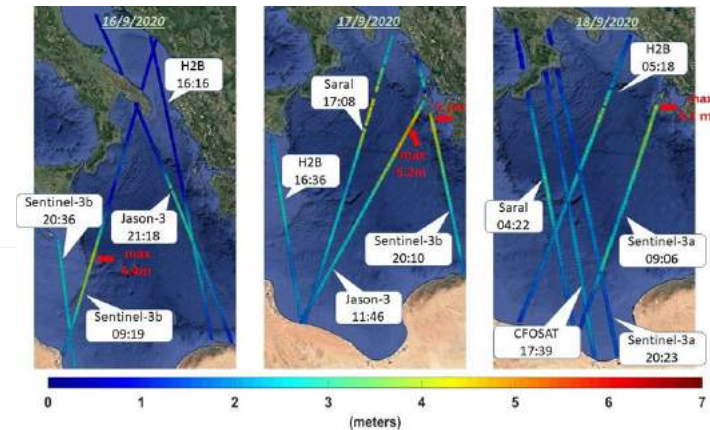 16/9/2020
H2B
16:16
Sentinel-3b
20:36
Jason-3
21:18
max
Sentinel-3b
09:19
17/9/2020
Saral
17:08
H2B
16:36
max
5.2m
Sentinel-3b
20:10
Jason-3
11:46
18/9/2020
H2B
05:18
max
Saral
04:22
Sentinel-3a
09:06
CFOSAT
17:39
Sentinel-3a
20:23
0 1 2 3 4 5 6 7
(meters)